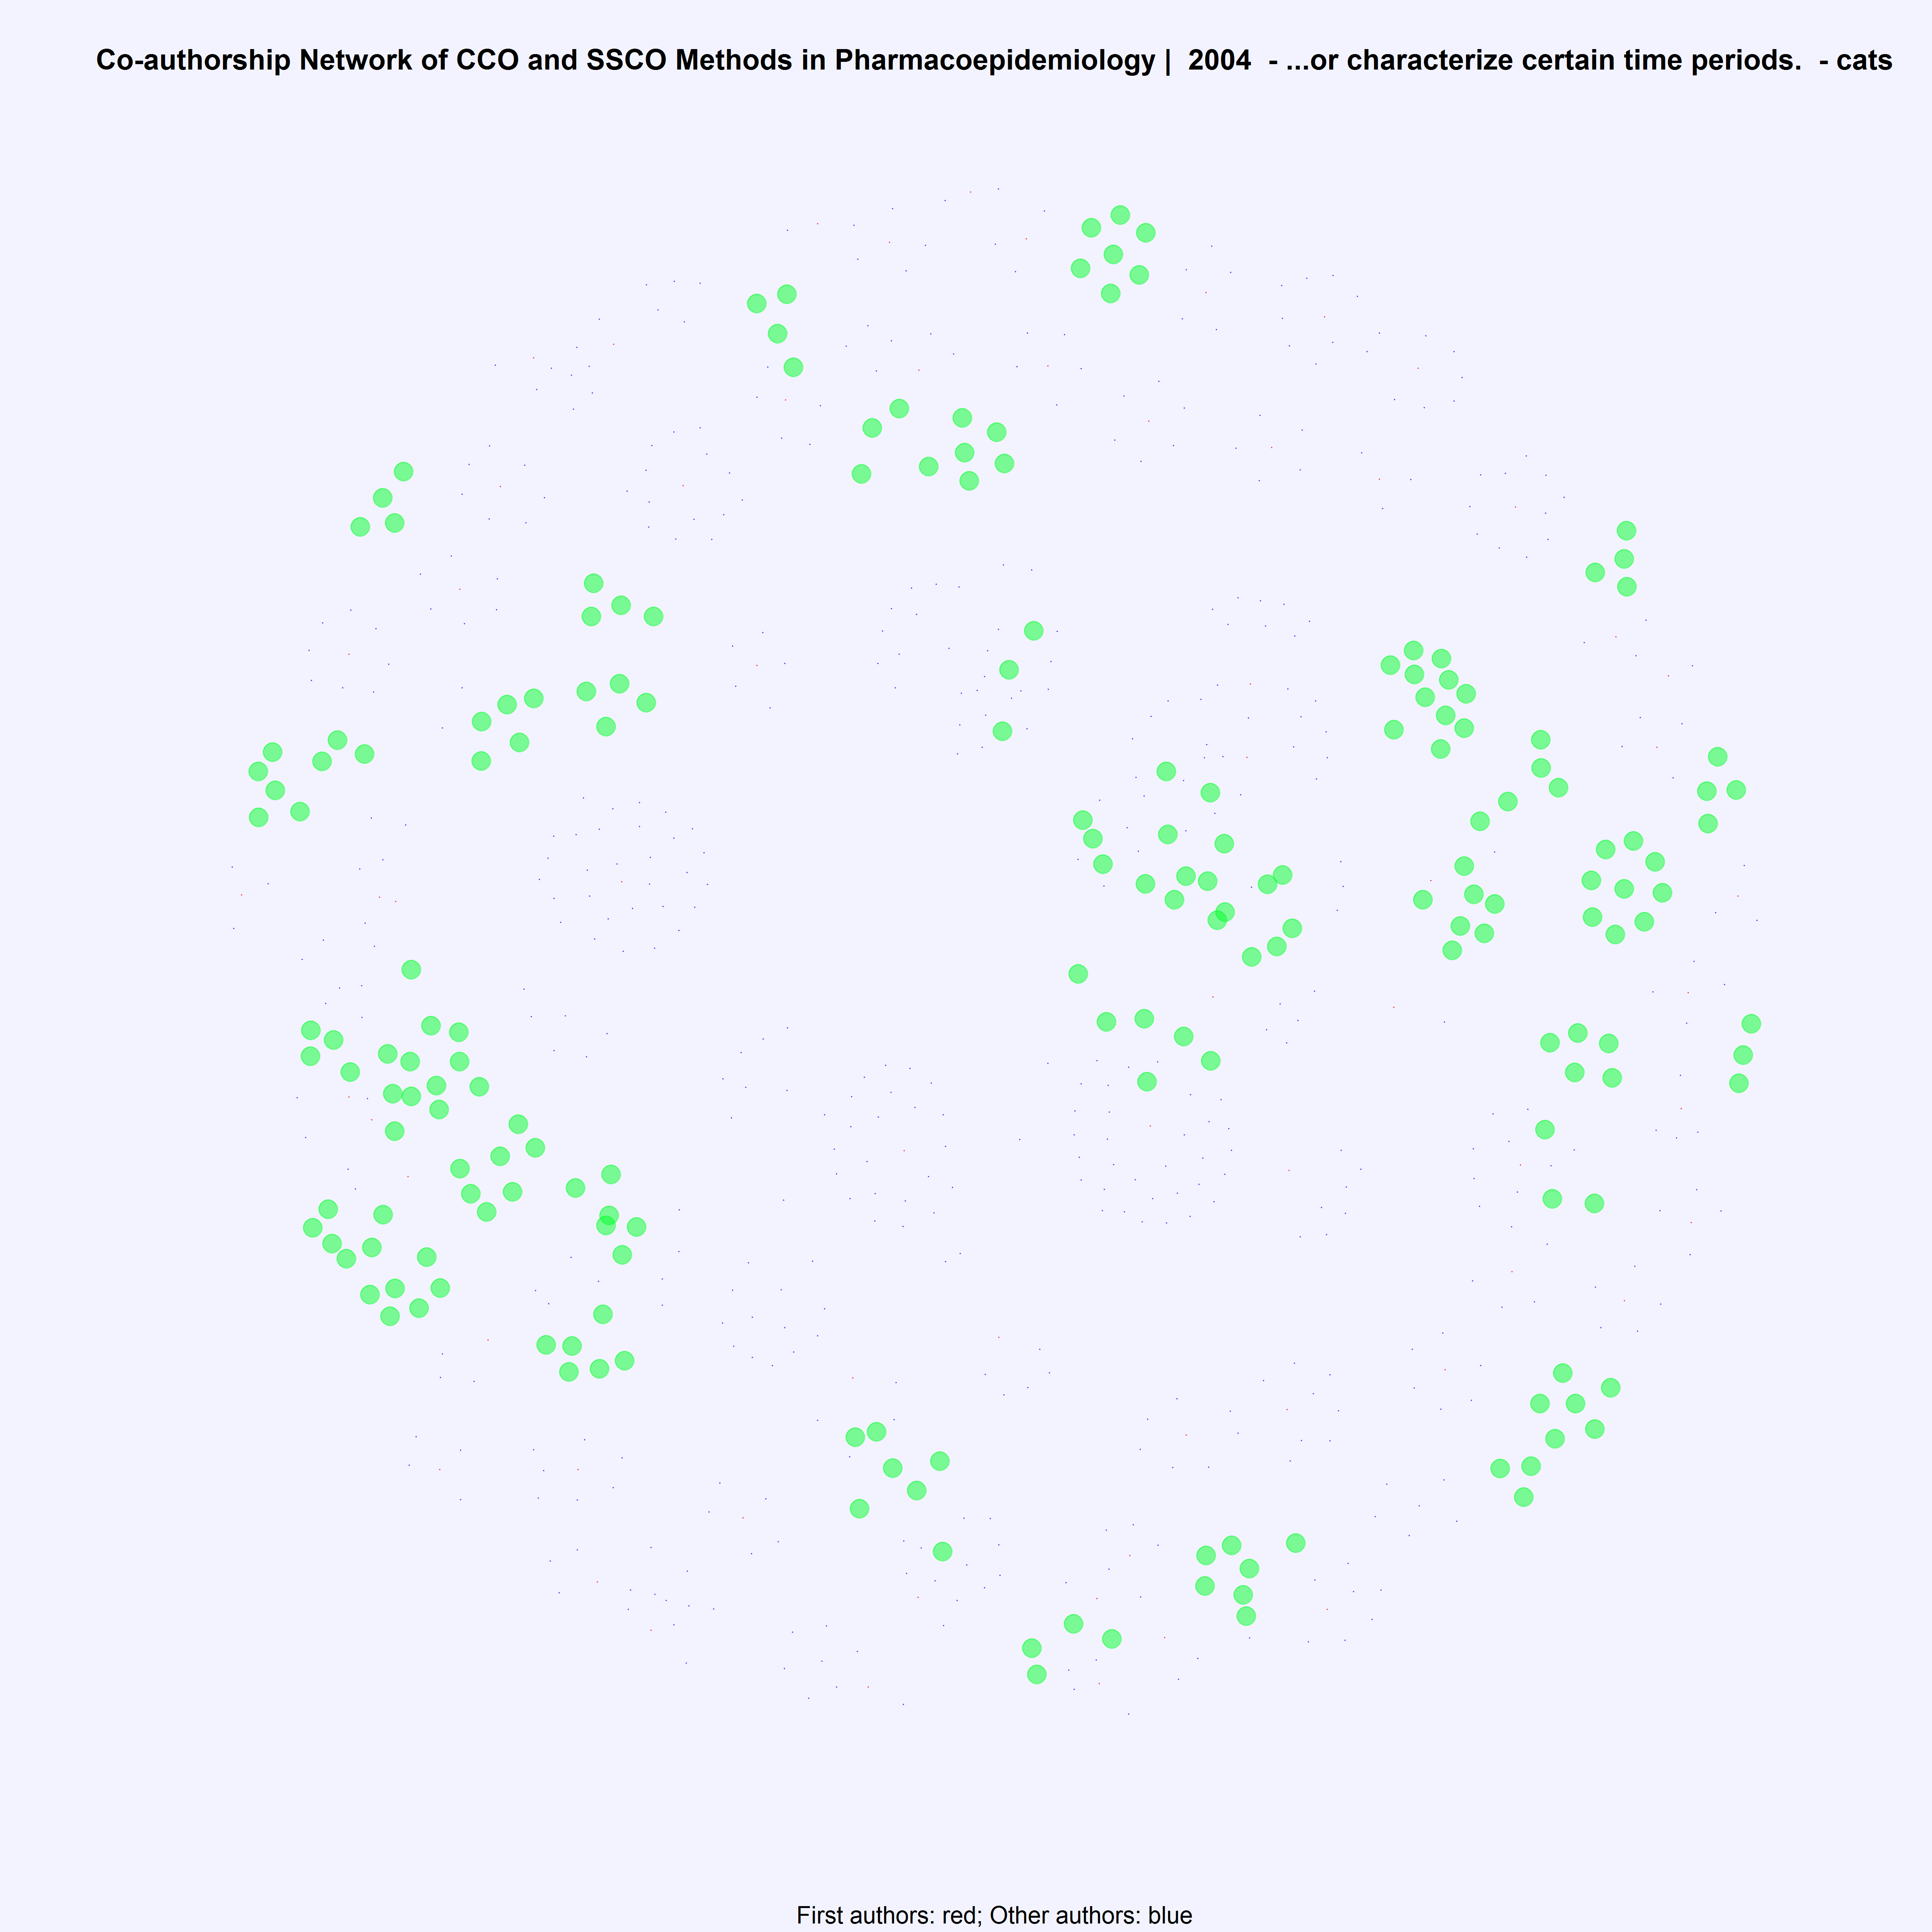 Co-authorship Network of CCO and SSCO Methods in Pharmacoepidemiology | 2004 - ...or characterize certain time periods. - cats
First authors: red; Other authors: blue